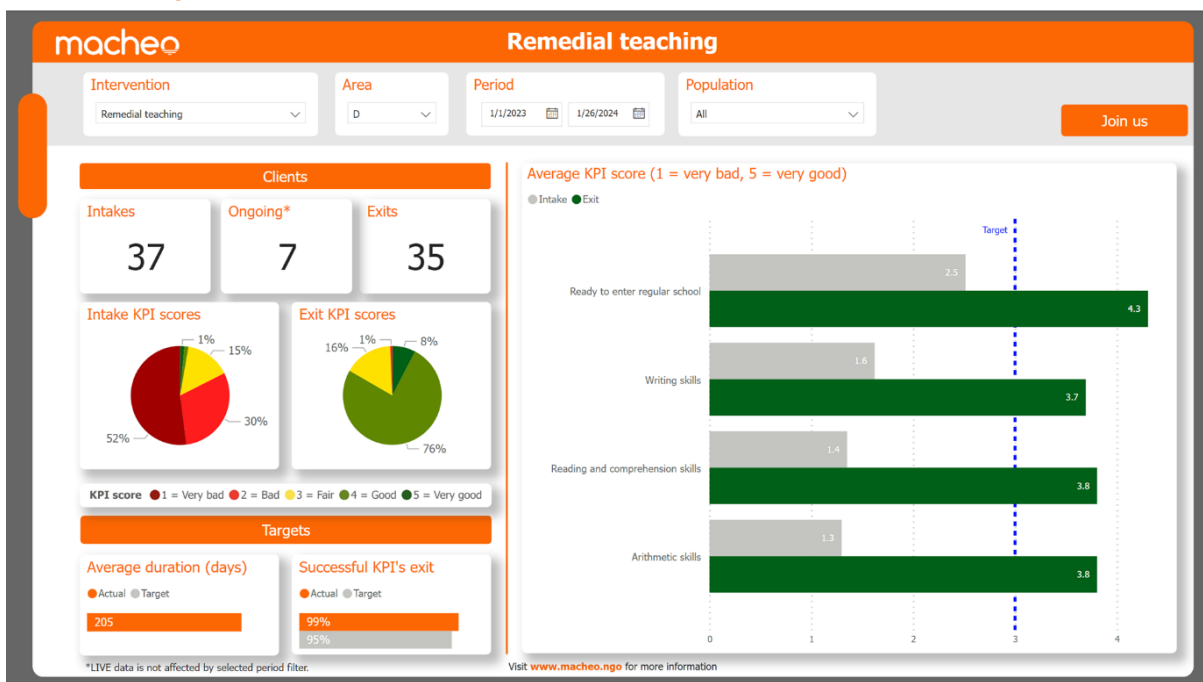 macheo
Remedial teaching
Intervention
Remedial teaching
Area
D
Period
1/1/2023
1/26/2024
Population
All
Join us
Clients
Intakes
37
Ongoing*
7
Exits
35
Intake KPI scores
1%
15%
30%
52%
Exit KPI scores
1%
8%
16%
76%
KPI score 1 = Very bad 2 = Bad 3 = Fair 4 = Good 5 = Very good
Targets
Average duration (days)
Actual Target
205
Successful KPI's exit
Actual Target
99%
95%
*LIVE data is not affected by selected period filter.
Average KPI score (1 = very bad, 5 = very good)
Intake Exit
Target
Ready to enter regular school
2.5
4.3
Writing skills
1.6
3.7
Reading and comprehension skills
1.4
3.8
Arithmetic skills
1.3
3.8
0 1 2 3 4
Visit www.macheo.ngo for more information